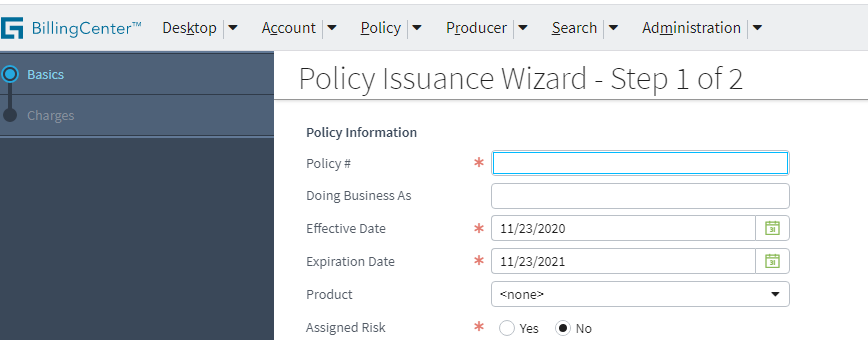 BillingCenter™ Desktop Account Policy Producer Search Administration
Basics
Charges
Policy Issuance Wizard - Step 1 of 2
Policy Information
Policy # *
Doing Business As
Effective Date * 11/23/2020 31
Expiration Date * 11/23/2021 31
Product <none>
Assigned Risk * Yes No